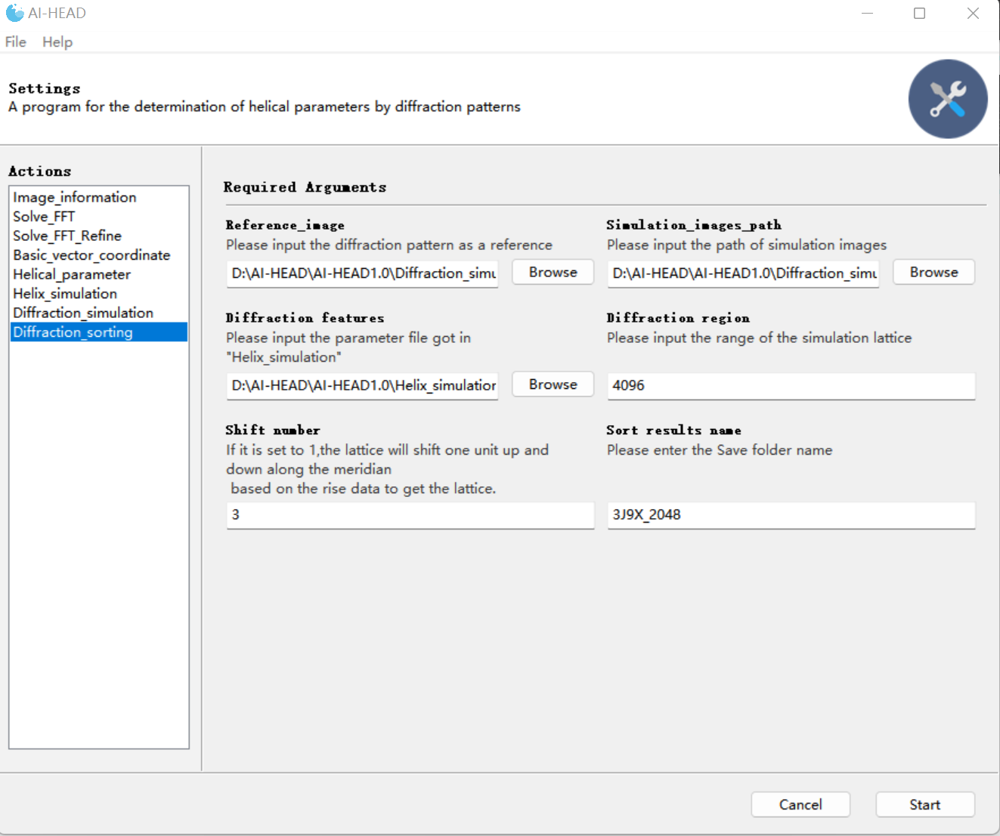 AI-HEAD
File Help
Settings
A program for the determination of helical parameters by diffraction patterns
Actions
Image_information
Solve_FFT
Solve_FFT_Refine
Basic_vector_coordinate
Helical_parameter
Helix_simulation
Diffraction_simulation
Diffraction_sorting
Required Arguments
Reference_image
Please input the diffraction pattern as a reference
D:\AI-HEAD\AI-HEAD1.0\Diffraction_simu
Browse
Simulation_images_path
Please input the path of simulation images
D:\AI-HEAD\AI-HEAD1.0\Diffraction_simu
Browse
Diffraction features
Please input the parameter file got in
"Helix_simulation"
D:\AI-HEAD\AI-HEAD1.0\Helix_simulation
Browse
Diffraction region
Please input the range of the simulation lattice
4096
Shift number
If it is set to 1,the lattice will shift one unit up and
down along the meridian
based on the rise data to get the lattice.
3
Sort results name
Please enter the Save folder name
3J9X_2048
Cancel
Start